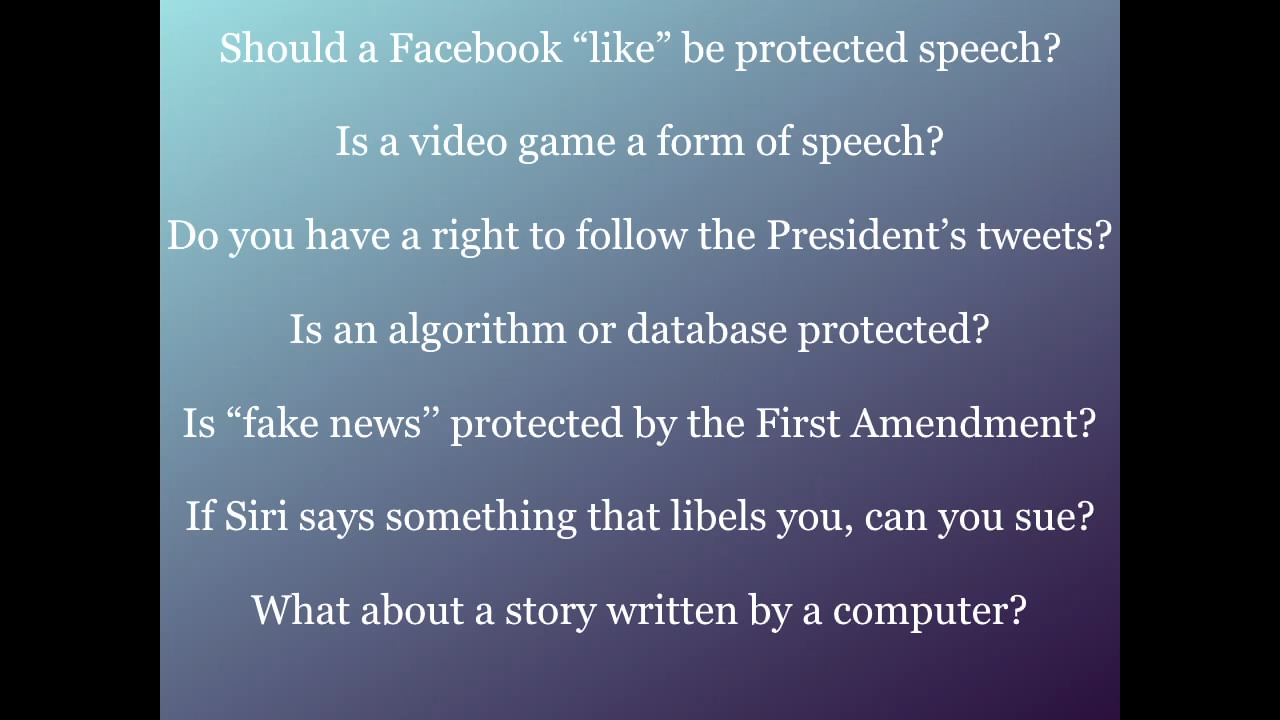 Should a Facebook “like” be protected speech?
Is a video game a form of speech?
Do you have a right to follow the President’s tweets?
Is an algorithm or database protected?
Is “fake news’’ protected by the First Amendment?
If Siri says something that libels you, can you sue?
What about a story written by a computer?